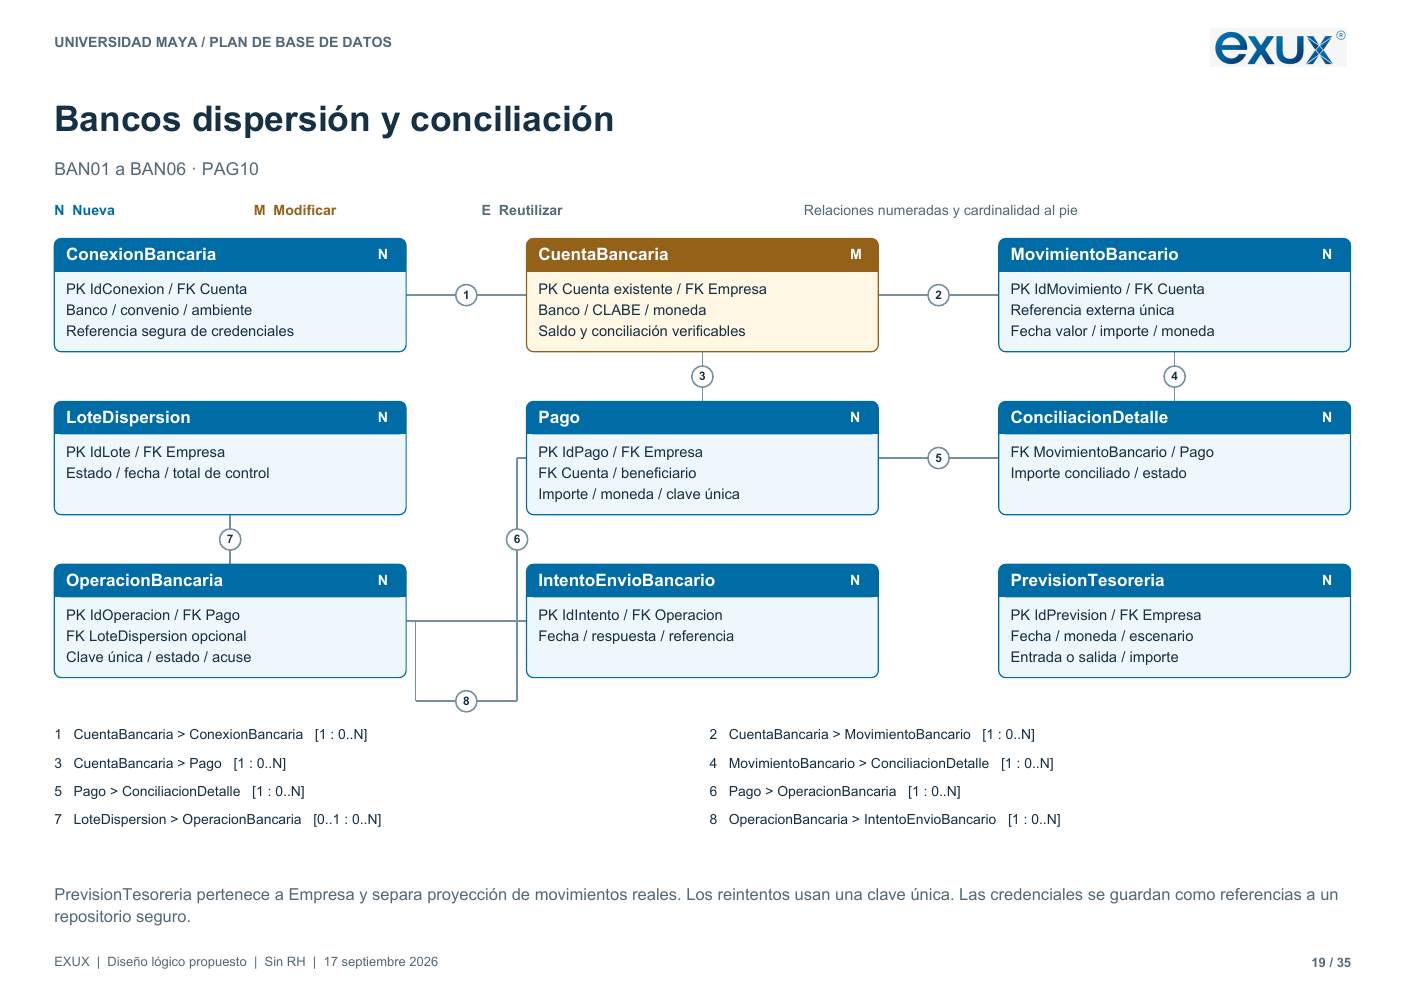 UNIVERSIDAD MAYA / PLAN DE BASE DE DATOS
exux®
Bancos dispersión y conciliación
BAN01 a BAN06 · PAG10
N Nueva
M Modificar
E Reutilizar
Relaciones numeradas y cardinalidad al pie
ConexionBancaria N
PK IdConexion / FK Cuenta
Banco / convenio / ambiente
Referencia segura de credenciales
1
CuentaBancaria M
PK Cuenta existente / FK Empresa
Banco / CLABE / moneda
Saldo y conciliación verificables
2
MovimientoBancario N
PK IdMovimiento / FK Cuenta
Referencia externa única
Fecha valor / importe / moneda
3
4
LoteDispersion N
PK IdLote / FK Empresa
Estado / fecha / total de control
Pago N
PK IdPago / FK Empresa
FK Cuenta / beneficiario
Importe / moneda / clave única
5
ConciliacionDetalle N
FK MovimientoBancario / Pago
Importe conciliado / estado
7
6
OperacionBancaria N
PK IdOperacion / FK Pago
FK LoteDispersion opcional
Clave única / estado / acuse
IntentoEnvioBancario N
PK IdIntento / FK Operacion
Fecha / respuesta / referencia
PrevisionTesoreria N
PK IdPrevision / FK Empresa
Fecha / moneda / escenario
Entrada o salida / importe
8
1 CuentaBancaria > ConexionBancaria [1 : 0..N]
2 CuentaBancaria > MovimientoBancario [1 : 0..N]
3 CuentaBancaria > Pago [1 : 0..N]
4 MovimientoBancario > ConciliacionDetalle [1 : 0..N]
5 Pago > ConciliacionDetalle [1 : 0..N]
6 Pago > OperacionBancaria [1 : 0..N]
7 LoteDispersion > OperacionBancaria [0..1 : 0..N]
8 OperacionBancaria > IntentoEnvioBancario [1 : 0..N]
PrevisionTesoreria pertenece a Empresa y separa proyección de movimientos reales. Los reintentos usan una clave única. Las credenciales se guardan como referencias a un
repositorio seguro.
EXUX | Diseño lógico propuesto | Sin RH | 17 septiembre 2026
19 / 35